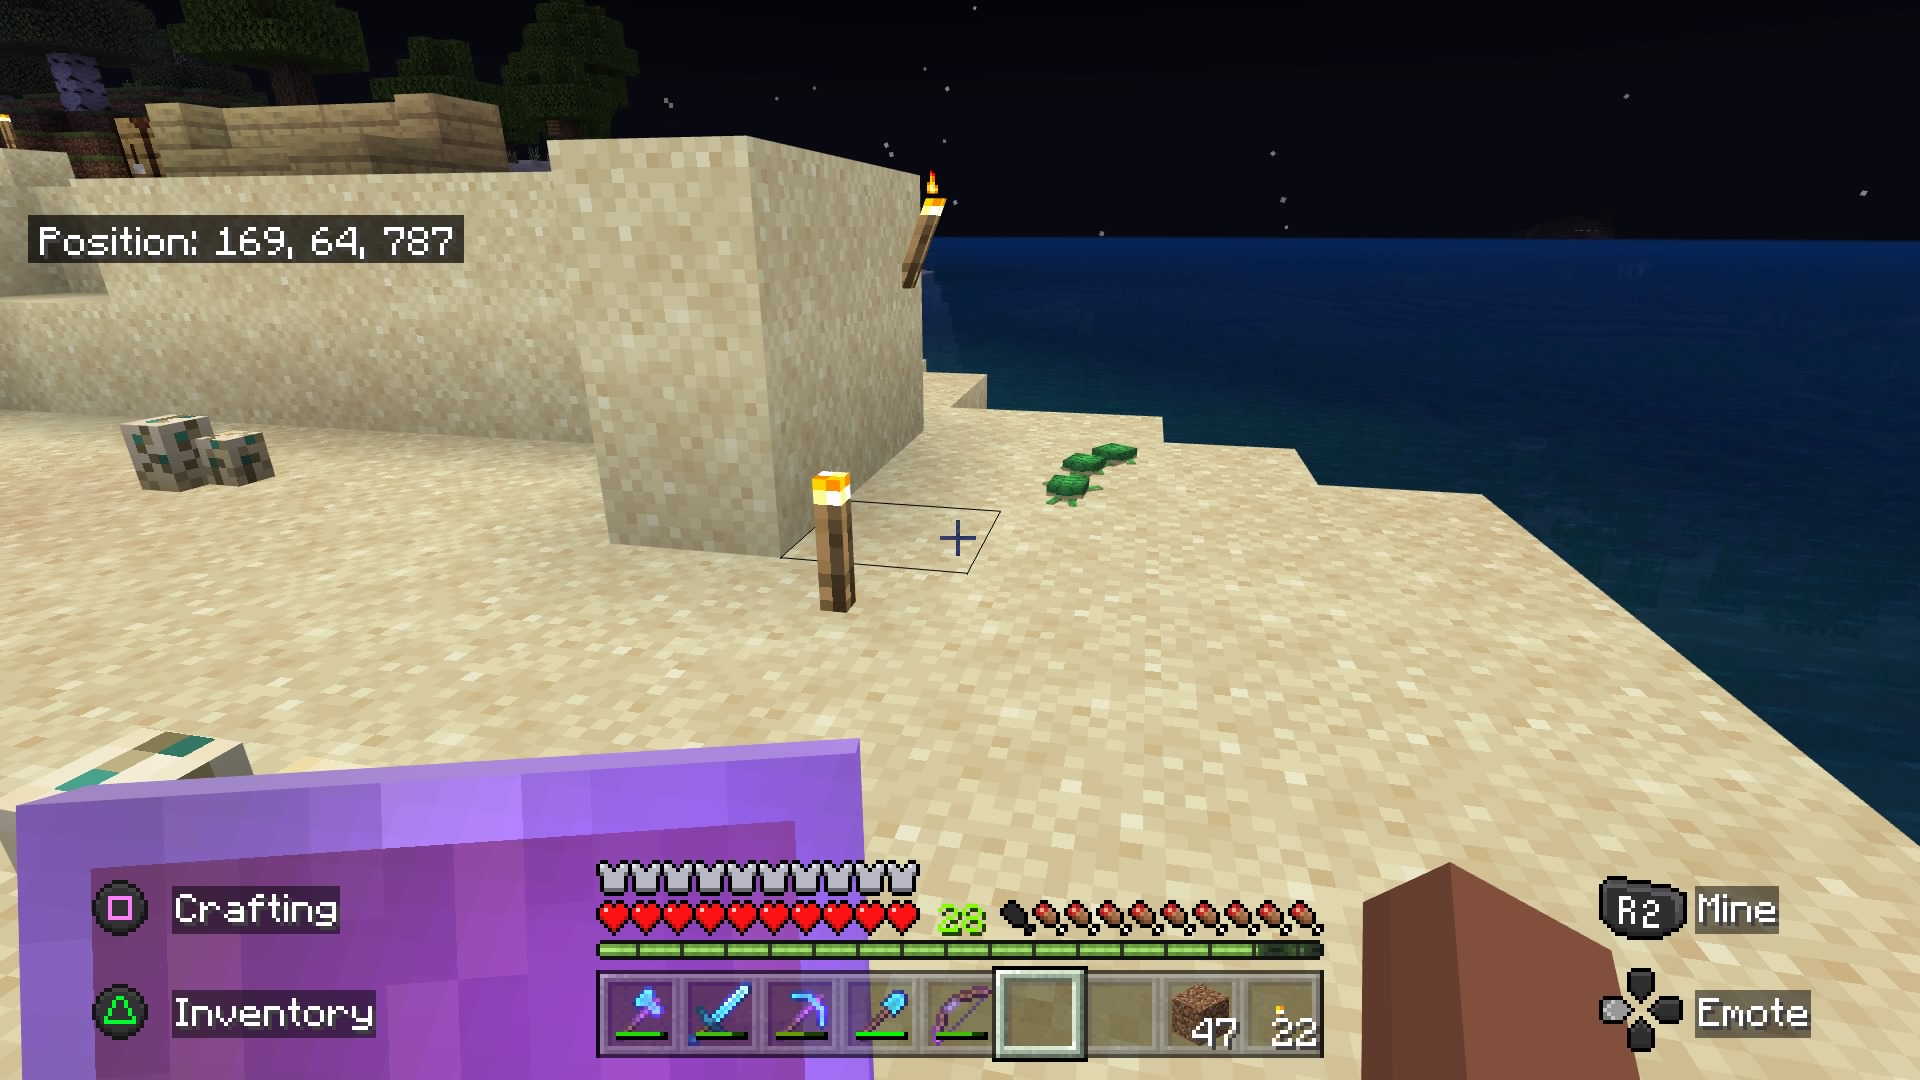 Position: 169, 64, 787
28
Crafting
R2 Mine
Inventory
47
22
Emote